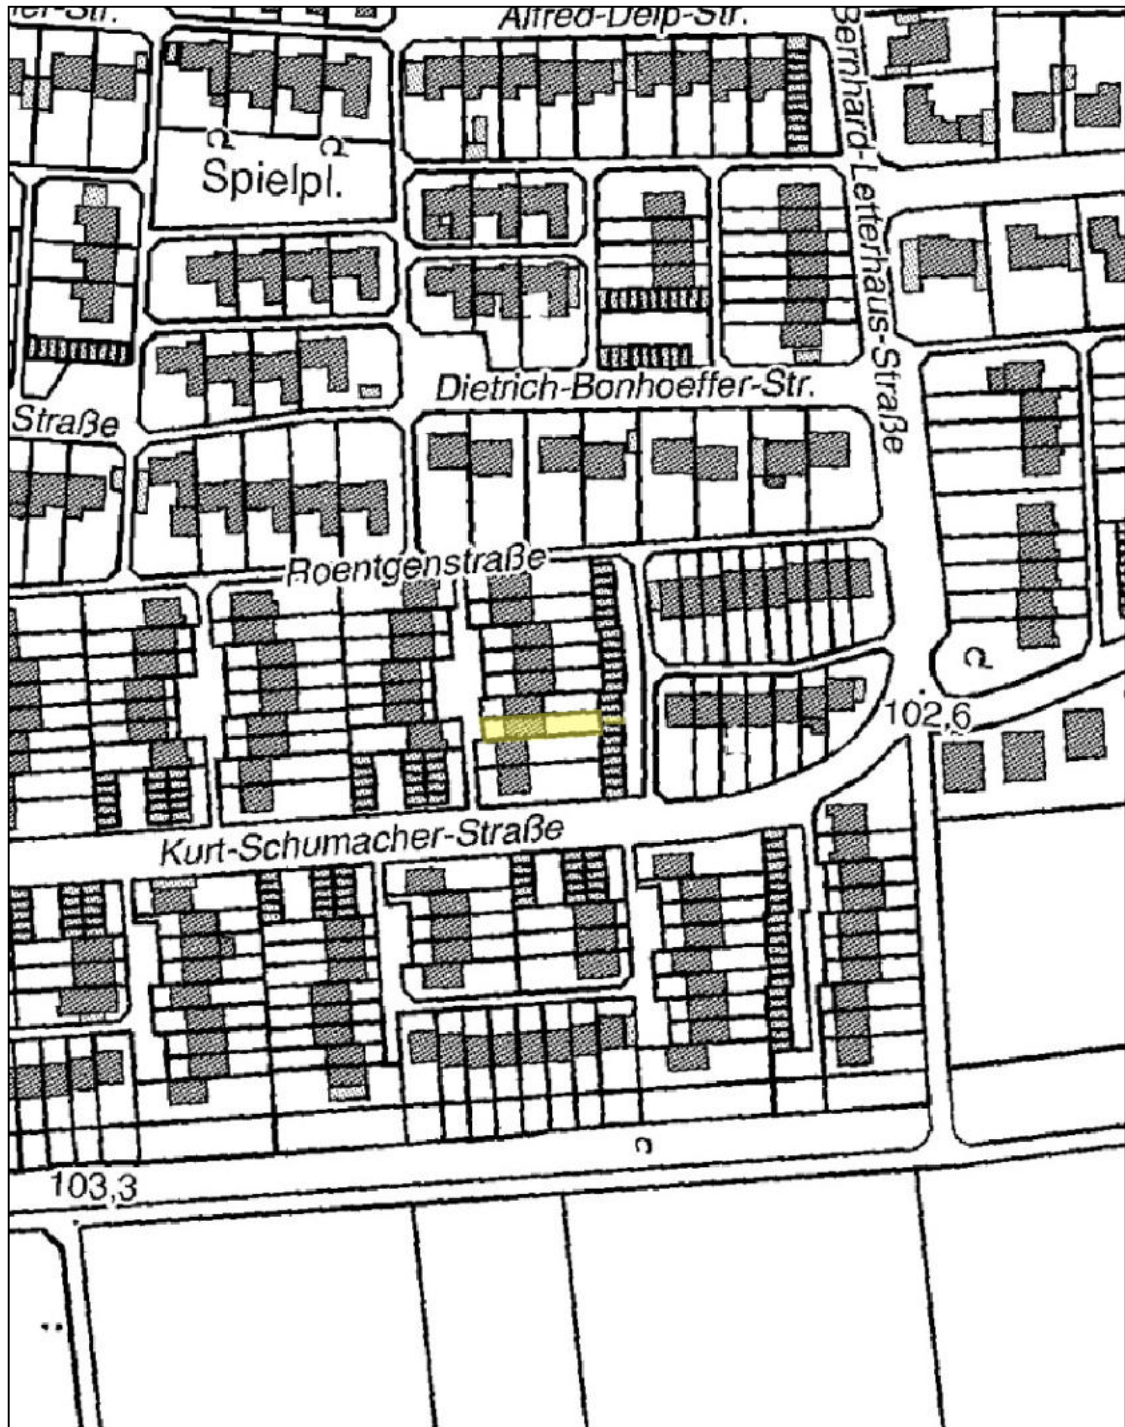 Alfred-Delp-Str.
Bernhard-Letterhaus-Straße
Spielpl.
Dietrich-Bonhoeffer-Str.
Straße
Roentgenstraße
102,6
Kurt-Schumacher-Straße
103,3